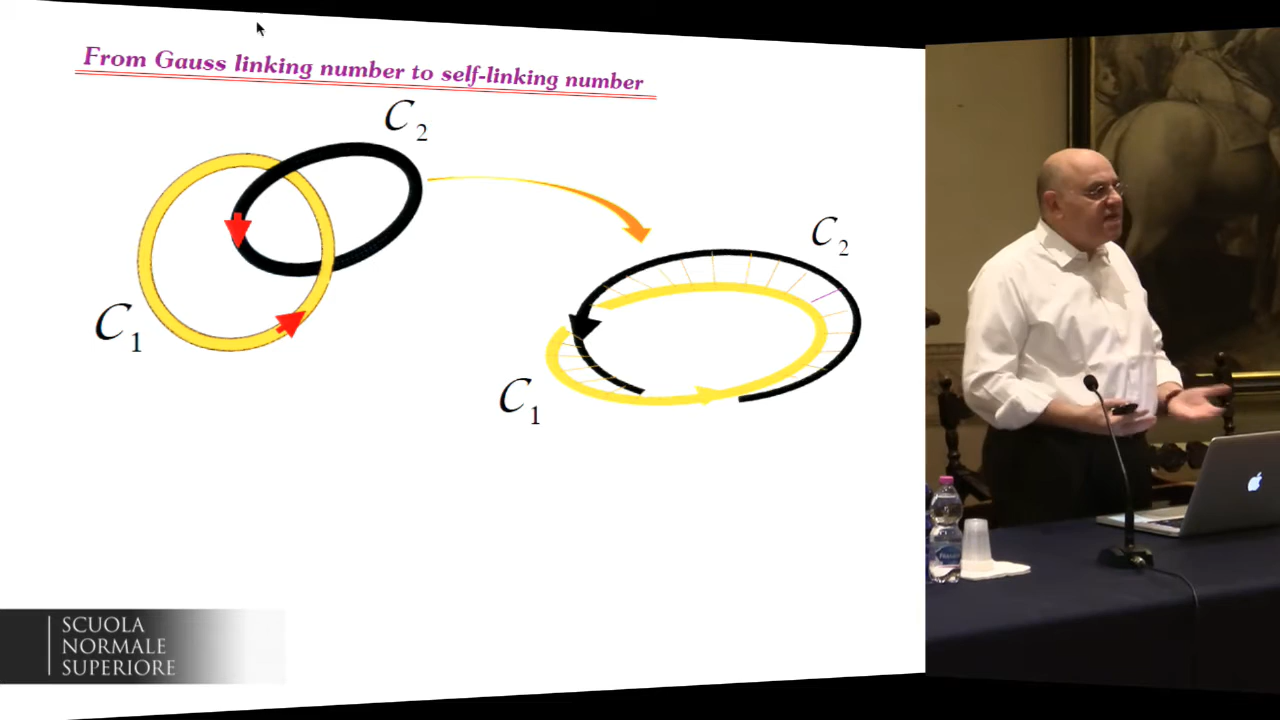 From Gauss linking number to self-linking number
C2
C1
C2
C1
SCUOLA
NORMALE
SUPERIORE